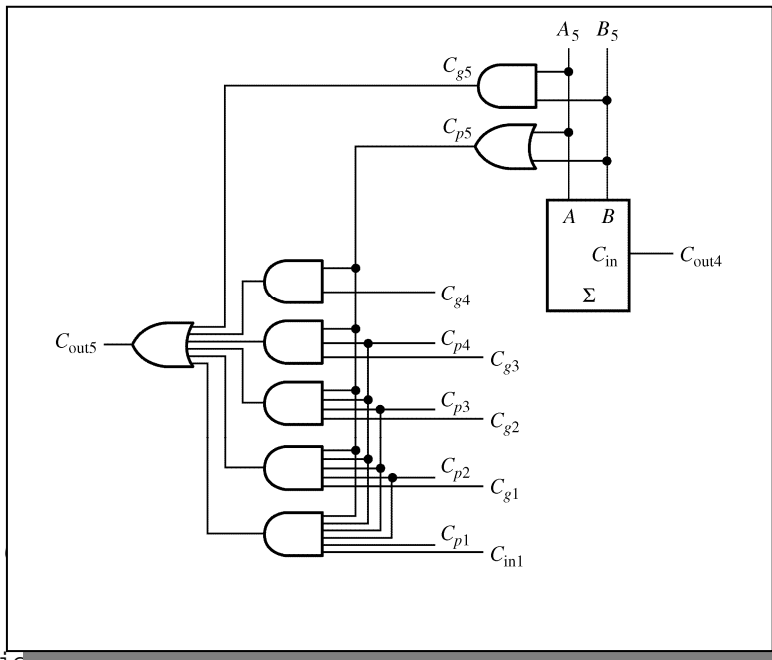 A5 B5
Cg5
Cp5
A B
Cin
Cout4
Σ
Cg4
Cp4
Cout5
Cg3
Cp3
Cg2
Cp2
Cg1
Cp1
Cin1